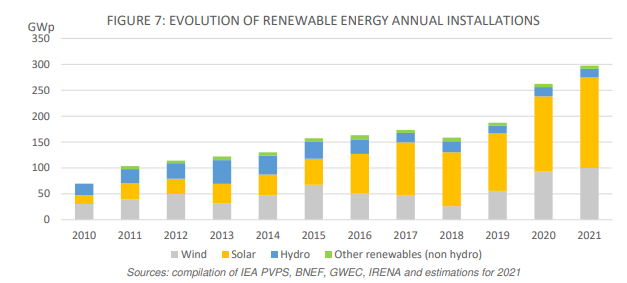 FIGURE 7: EVOLUTION OF RENEWABLE ENERGY ANNUAL INSTALLATIONS
GWp
350
300
250
200
150
100
50
0
2010 2011 2012 2013 2014 2015 2016 2017 2018 2019 2020 2021
Wind Solar Hydro Other renewables (non hydro)
Sources: compilation of IEA PVPS, BNEF, GWEC, IRENA and estimations for 2021